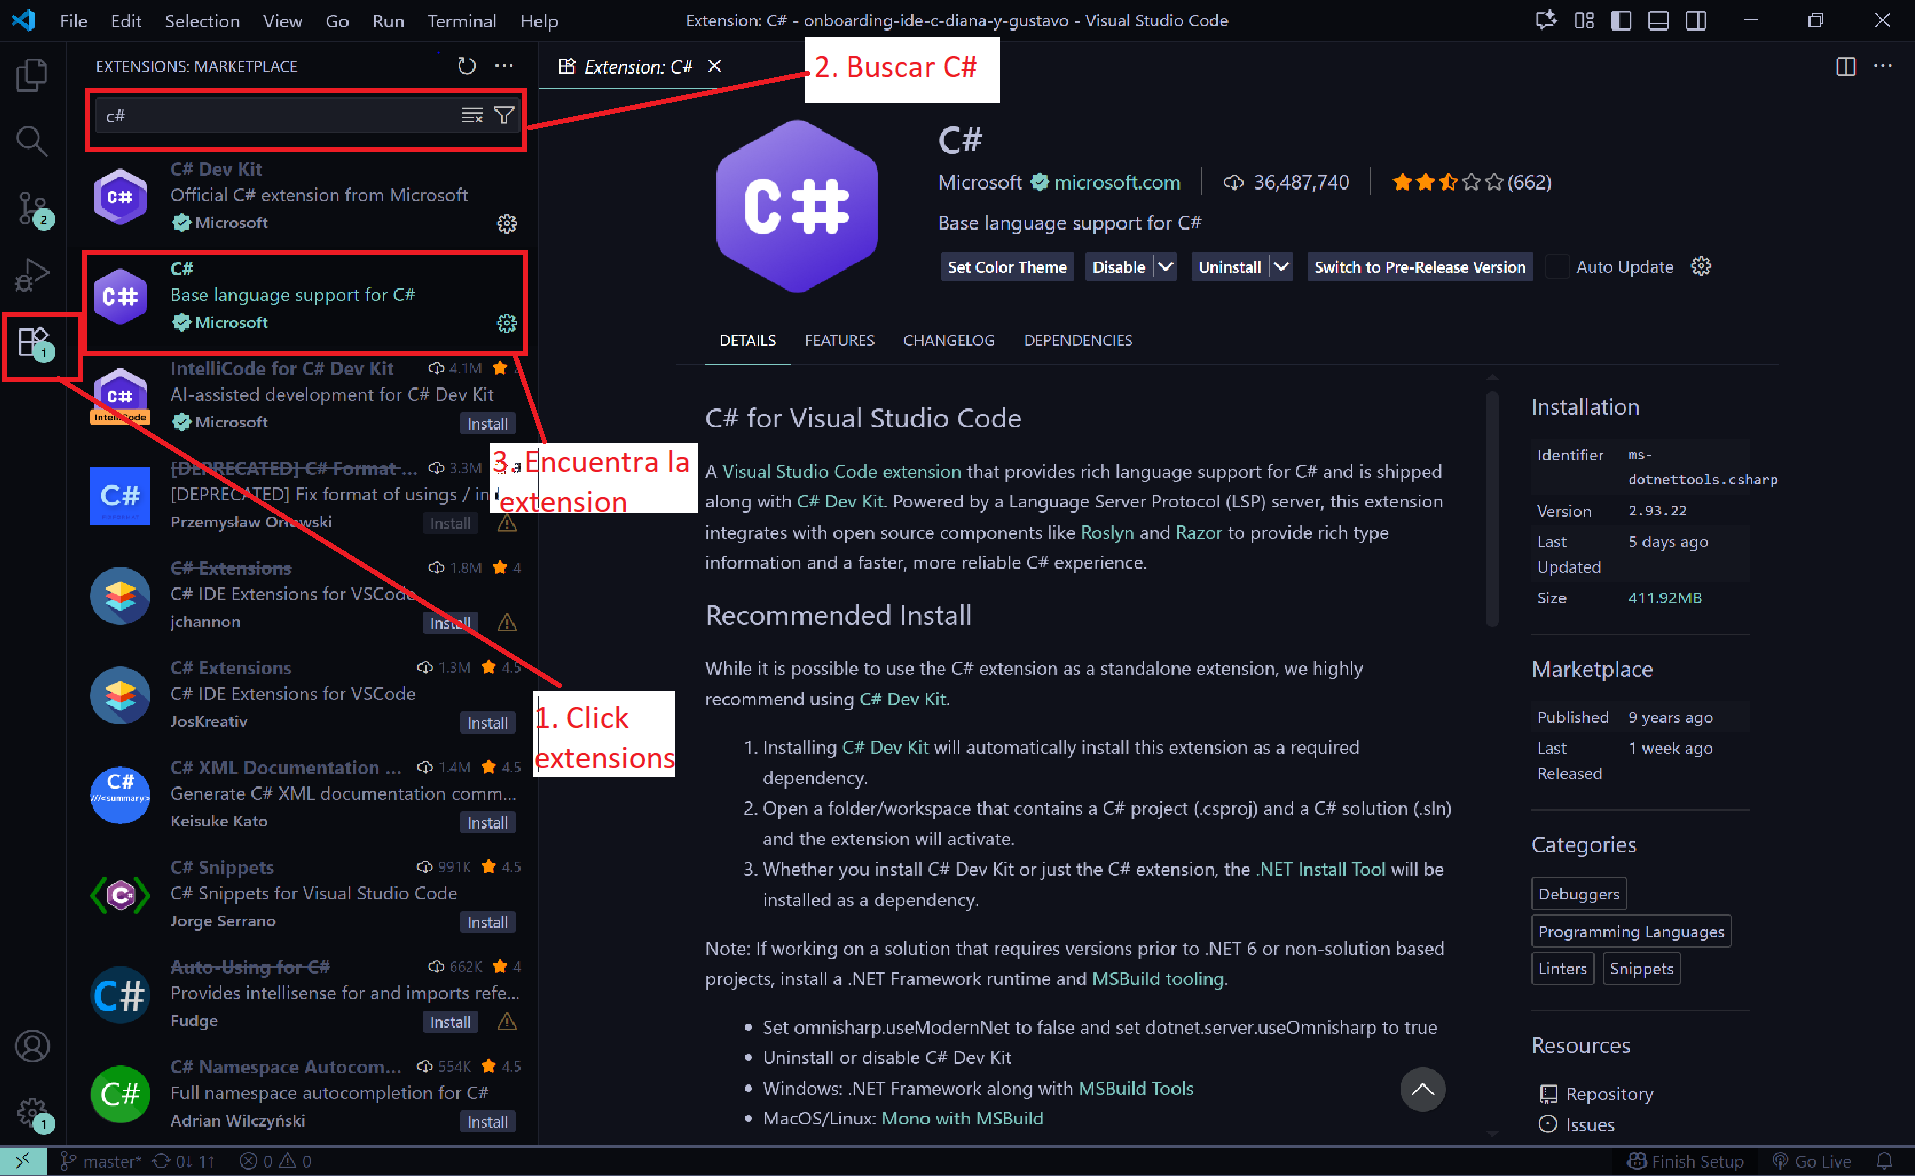 File Edit Selection View Go Run Terminal Help
Extension: C# - onboarding-ide-c-diana-y-gustavo - Visual Studio Code
EXTENSIONS: MARKETPLACE
Extension: C#
2. Buscar C#
c#
C# Dev Kit
Official C# extension from Microsoft
Microsoft
C#
Base language support for C#
Microsoft
IntelliCode for C# Dev Kit 4.1M
AI-assisted development for C# Dev Kit
Microsoft Install
[DEPRECATED] C# Format ... 3.3M
[DEPRECATED] Fix format of usings / in
Przemysław Orłowski Install
3. Encuentra la
extension
C# Extensions 1.8M 4
C# IDE Extensions for VSCode
jchannon Install
C# Extensions 1.3M 4.5
C# IDE Extensions for VSCode
JosKreativ Install
1. Click
extensions
C# XML Documentation ... 1.4M 4.5
Generate C# XML documentation comm...
Keisuke Kato Install
C# Snippets 991K 4.5
C# Snippets for Visual Studio Code
Jorge Serrano Install
Auto-Using for C# 662K 4
Provides intellisense for and imports refe...
Fudge Install
C# Namespace Autocom... 554K 4.5
Full namespace autocompletion for C#
Adrian Wilczyński Install
C#
Microsoft microsoft.com 36,487,740 (662)
Base language support for C#
Set Color Theme Disable Uninstall Switch to Pre-Release Version Auto Update
DETAILS FEATURES CHANGELOG DEPENDENCIES
C# for Visual Studio Code
A Visual Studio Code extension that provides rich language support for C# and is shipped
along with C# Dev Kit. Powered by a Language Server Protocol (LSP) server, this extension
integrates with open source components like Roslyn and Razor to provide rich type
information and a faster, more reliable C# experience.
Recommended Install
While it is possible to use the C# extension as a standalone extension, we highly
recommend using C# Dev Kit.
1. Installing C# Dev Kit will automatically install this extension as a required
dependency.
2. Open a folder/workspace that contains a C# project (.csproj) and a C# solution (.sln)
and the extension will activate.
3. Whether you install C# Dev Kit or just the C# extension, the .NET Install Tool will be
installed as a dependency.
Note: If working on a solution that requires versions prior to .NET 6 or non-solution based
projects, install a .NET Framework runtime and MSBuild tooling.
Set omnisharp.useModernNet to false and set dotnet.server.useOmnisharp to true
Uninstall or disable C# Dev Kit
Windows: .NET Framework along with MSBuild Tools
MacOS/Linux: Mono with MSBuild
Installation
Identifier ms-
dotnettools.csharp
Version 2.93.22
Last 5 days ago
Updated
Size 411.92MB
Marketplace
Published 9 years ago
Last 1 week ago
Released
Categories
Debuggers
Programming Languages
Linters Snippets
Resources
Repository
Issues
master* 0↓ 1↑ 0 0
Finish Setup Go Live